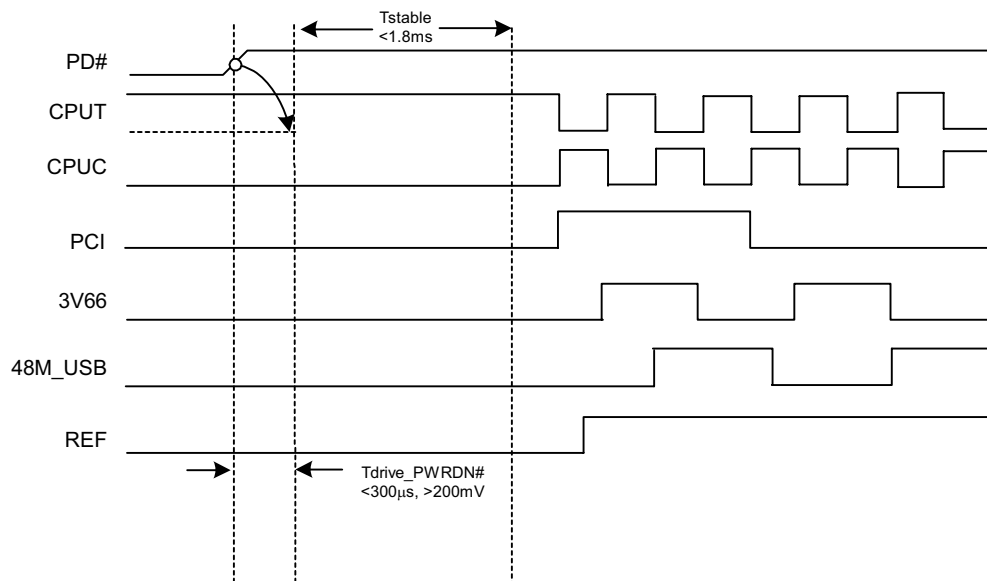 Tstable
<1.8ms
PD#
CPUT
CPUC
PCI
3V66
48M_USB
REF
Tdrive_PWRDN#
<300μs, >200mV